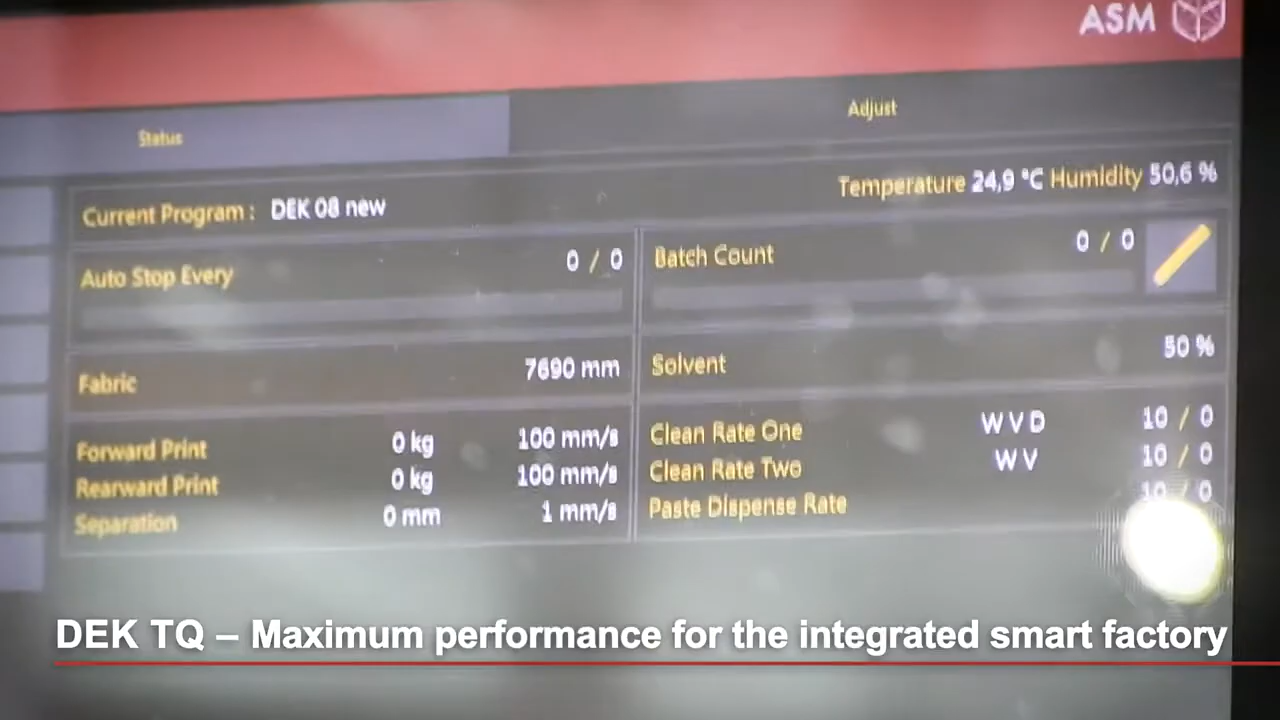 ASM
Status
Adjust
Current Program : DEK 08 new
Temperature 24,9 °C Humidity 50,6 %
Auto Stop Every 0 / 0
Batch Count 0 / 0
Fabric 7690 mm
Solvent 50 %
Forward Print 0 kg 100 mm/s
Rearward Print 0 kg 100 mm/s
Separation 0 mm 1 mm/s
Clean Rate One W V D 10 / 0
Clean Rate Two W V 10 / 0
Paste Dispense Rate 10 / 0
DEK TQ – Maximum performance for the integrated smart factory